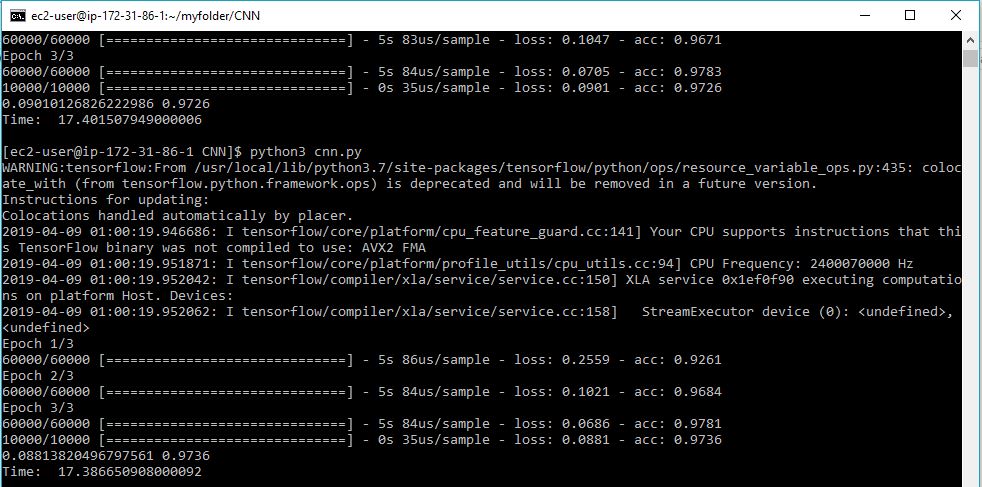 ec2-user@ip-172-31-86-1:~/myfolder/CNN
60000/60000 [==============================] - 5s 83us/sample - loss: 0.1047 - acc: 0.9671
Epoch 3/3
60000/60000 [==============================] - 5s 84us/sample - loss: 0.0705 - acc: 0.9783
10000/10000 [==============================] - 0s 35us/sample - loss: 0.0901 - acc: 0.9726
0.09010126826222986 0.9726
Time:  17.401507949000006
[ec2-user@ip-172-31-86-1 CNN]$ python3 cnn.py
WARNING:tensorflow:From /usr/local/lib/python3.7/site-packages/tensorflow/python/ops/resource_variable_ops.py:435: coloc
ate_with (from tensorflow.python.framework.ops) is deprecated and will be removed in a future version.
Instructions for updating:
Colocations handled automatically by placer.
2019-04-09 01:00:19.946686: I tensorflow/core/platform/cpu_feature_guard.cc:141] Your CPU supports instructions that thi
s TensorFlow binary was not compiled to use: AVX2 FMA
2019-04-09 01:00:19.951871: I tensorflow/core/platform/profile_utils/cpu_utils.cc:94] CPU Frequency: 2400070000 Hz
2019-04-09 01:00:19.952042: I tensorflow/compiler/xla/service/service.cc:150] XLA service 0x1ef0f90 executing computatio
ns on platform Host. Devices:
2019-04-09 01:00:19.952062: I tensorflow/compiler/xla/service/service.cc:158]   StreamExecutor device (0): <undefined>,
<undefined>
Epoch 1/3
60000/60000 [==============================] - 5s 86us/sample - loss: 0.2559 - acc: 0.9261
Epoch 2/3
60000/60000 [==============================] - 5s 84us/sample - loss: 0.1021 - acc: 0.9684
Epoch 3/3
60000/60000 [==============================] - 5s 84us/sample - loss: 0.0686 - acc: 0.9781
10000/10000 [==============================] - 0s 35us/sample - loss: 0.0881 - acc: 0.9736
0.08813820496797561 0.9736
Time:  17.386650908000092